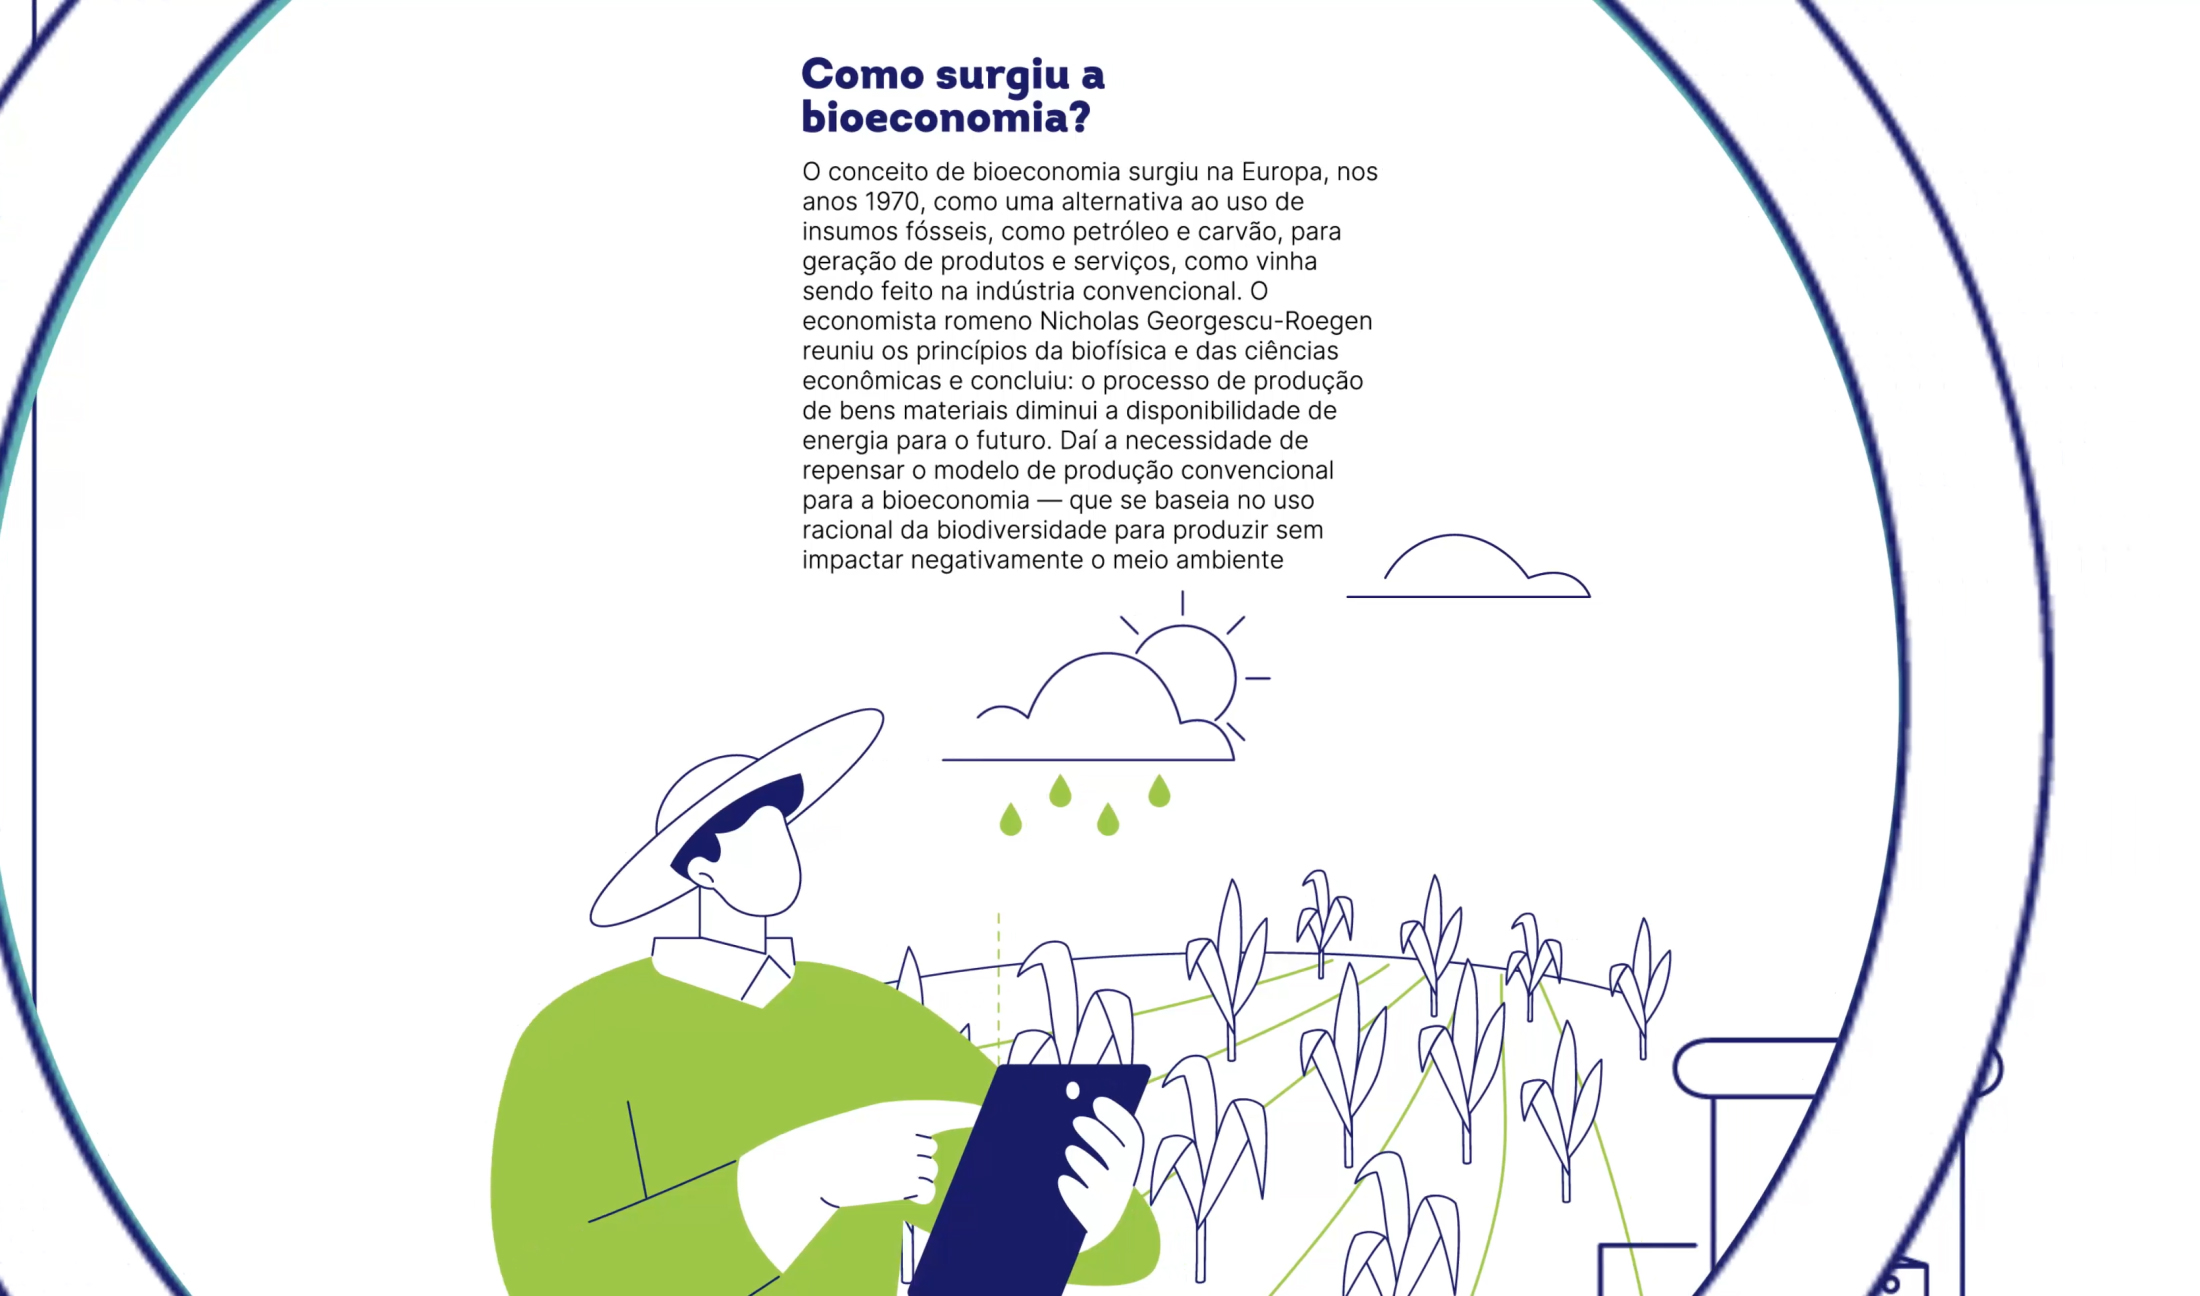 Como surgiu a
bioeconomia?
O conceito de bioeconomia surgiu na Europa, nos
anos 1970, como uma alternativa ao uso de
insumos fósseis, como petróleo e carvão, para
geração de produtos e serviços, como vinha
sendo feito na indústria convencional. O
economista romeno Nicholas Georgescu-Roegen
reuniu os princípios da biofísica e das ciências
econômicas e concluiu: o processo de produção
de bens materiais diminui a disponibilidade de
energia para o futuro. Daí a necessidade de
repensar o modelo de produção convencional
para a bioeconomia — que se baseia no uso
racional da biodiversidade para produzir sem
impactar negativamente o meio ambiente